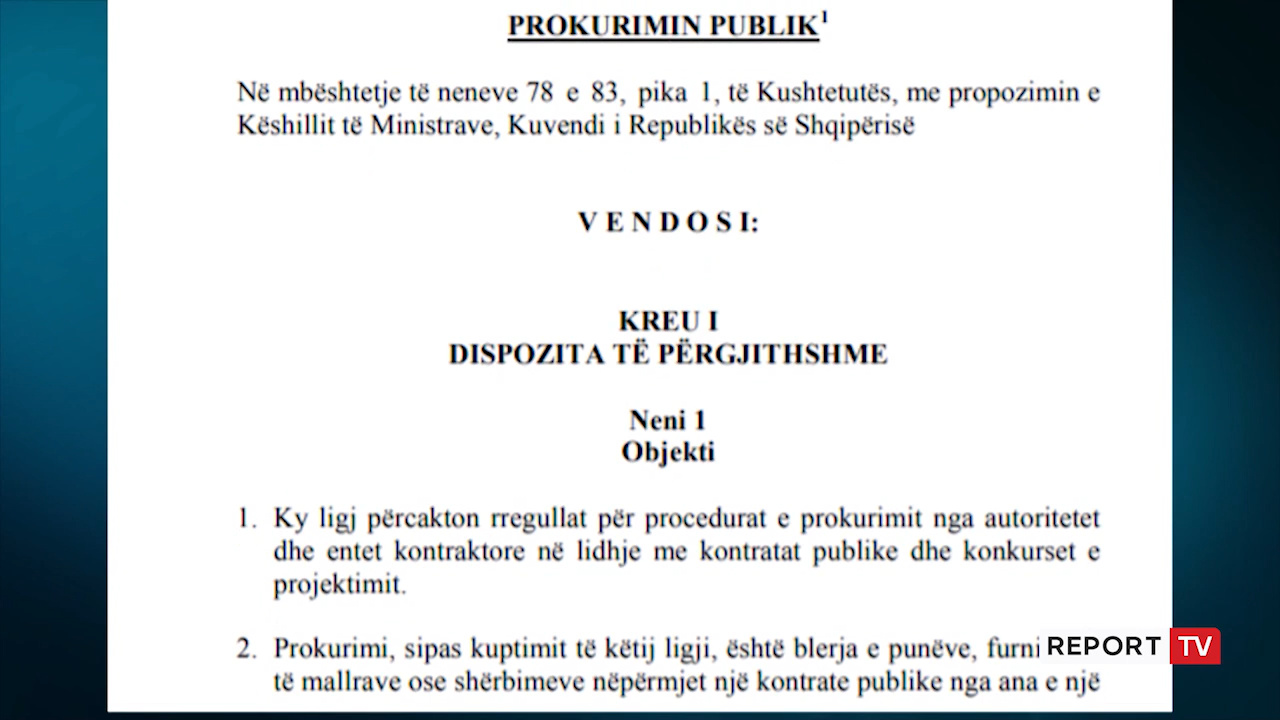 PROKURIMIN PUBLIK¹
Në mbështetje të neneve 78 e 83, pika 1, të Kushtetutës, me propozimin e
Këshillit të Ministrave, Kuvendi i Republikës së Shqipërisë
V E N D O S I:
KREU I
DISPOZITA TË PËRGJITHSHME
Neni 1
Objekti
1. Ky ligj përcakton rregullat për procedurat e prokurimit nga autoritetet
dhe entet kontraktore në lidhje me kontratat publike dhe konkurset e
projektimit.
2. Prokurimi, sipas kuptimit të këtij ligji, është blerja e punëve,
të mallrave ose shërbimeve nëpërmjet një kontrate publike nga ana e një
REPORT TV